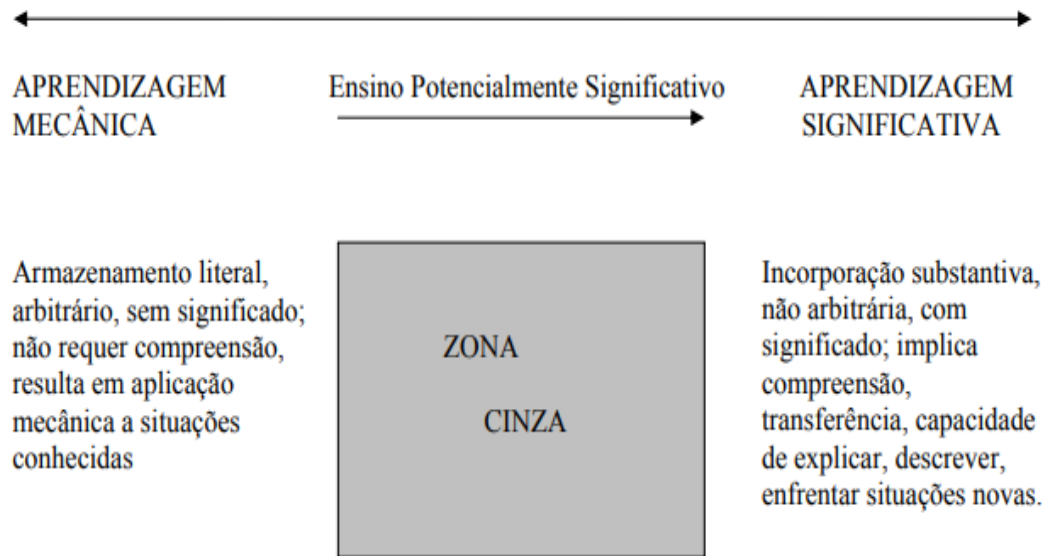 APRENDIZAGEM
MECÂNICA
Ensino Potencialmente Significativo
APRENDIZAGEM
SIGNIFICATIVA
Armazenamento literal,
arbitrário, sem significado;
não requer compreensão,
resulta em aplicação
mecânica a situações
conhecidas
ZONA
CINZA
Incorporação substantiva,
não arbitrária, com
significado; implica
compreensão,
transferência, capacidade
de explicar, descrever,
enfrentar situações novas.